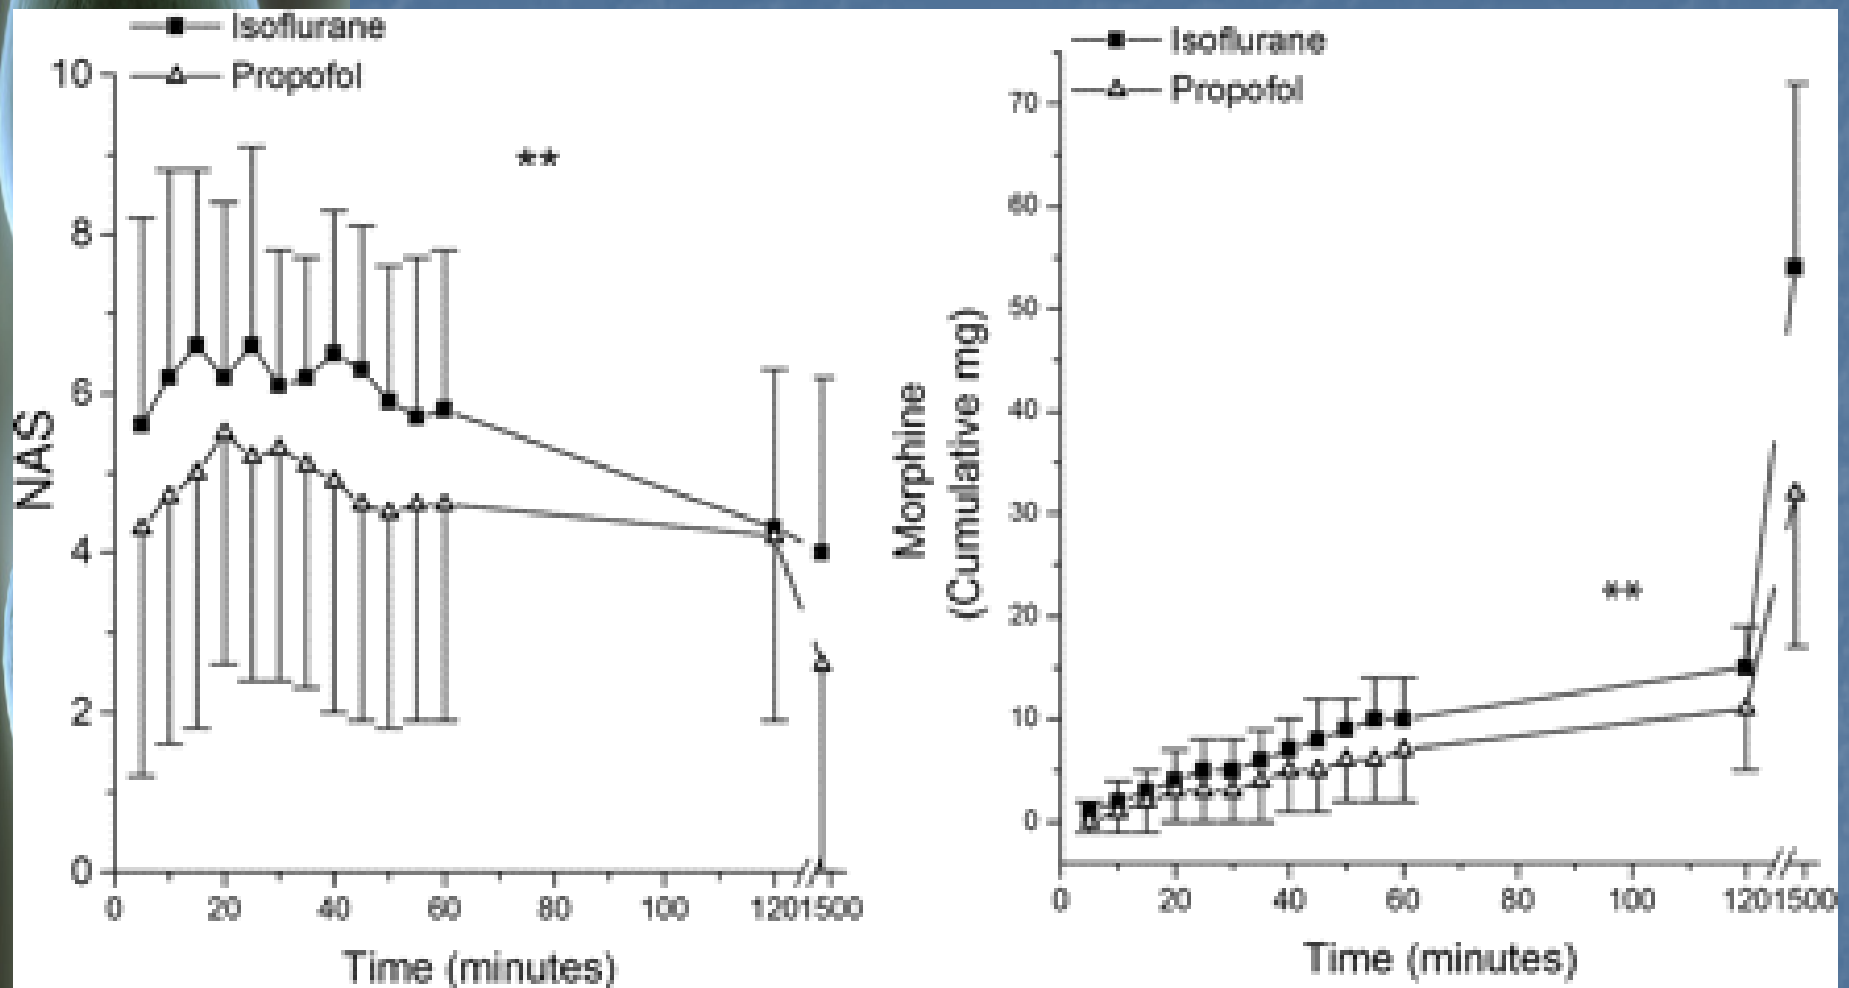 Isoflurane
Propofol
10
8
6
4
2
0
NAS
**
0 20 40 60 80 100 120 1500
Time (minutes)
Isoflurane
Propofol
70
60
50
40
30
20
10
0
Morphine
(Cumulative mg)
**
0 20 40 60 80 100 120 1500
Time (minutes)